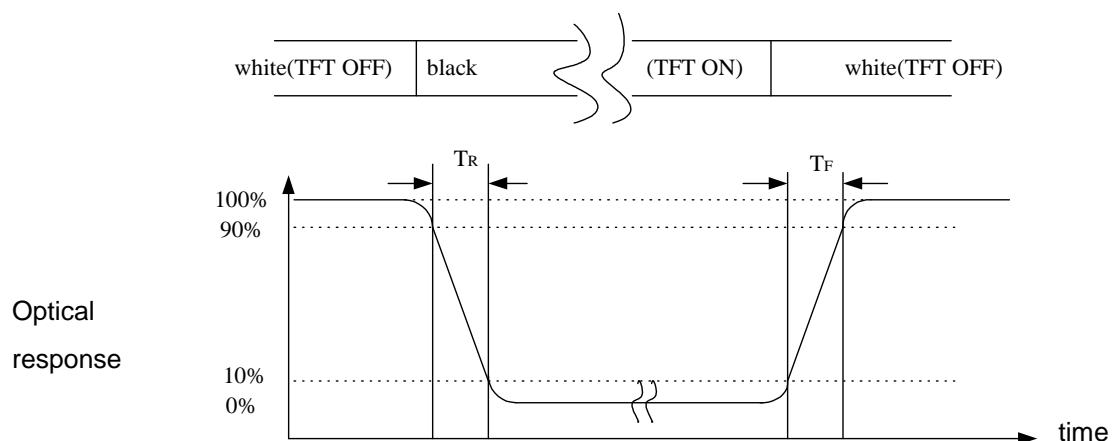 white(TFT OFF) black (TFT ON) white(TFT OFF)
TR TF
100%
90%
Optical
response
10%
0%
time